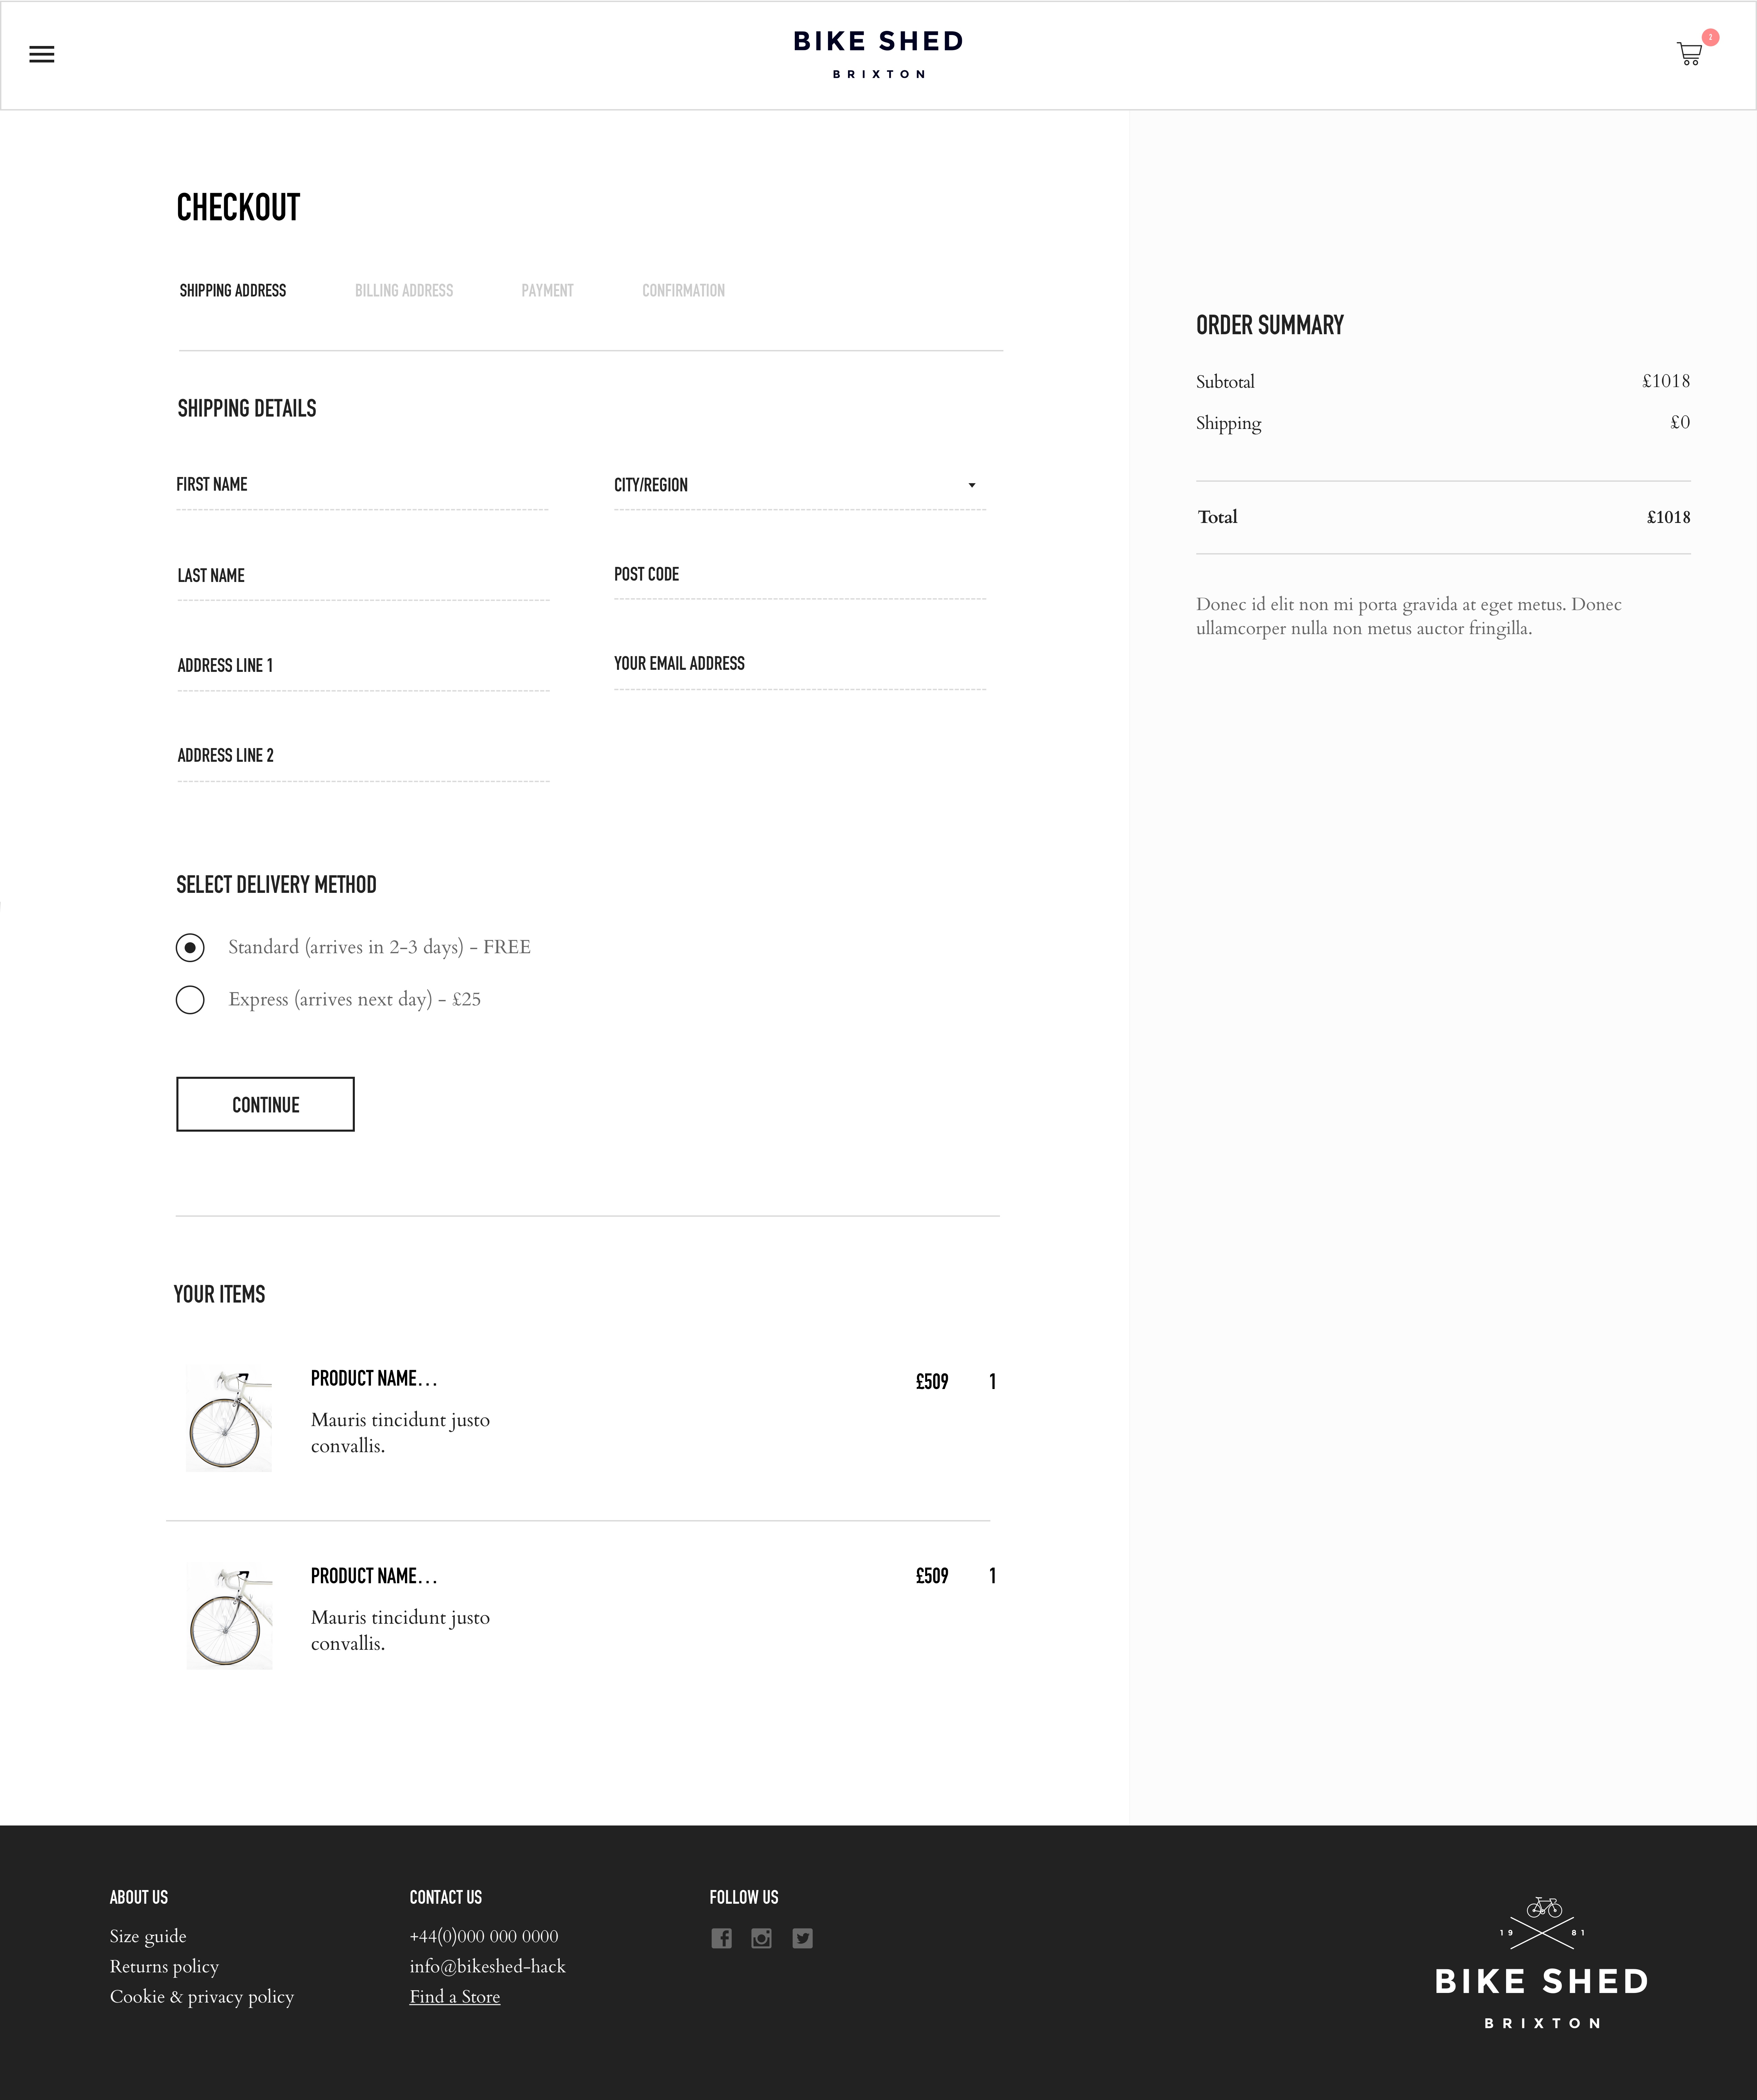 BIKE SHED
BRIXTON
2
CHECKOUT
SHIPPING ADDRESS
BILLING ADDRESS
PAYMENT
CONFIRMATION
SHIPPING DETAILS
FIRST NAME
CITY/REGION
LAST NAME
POST CODE
ADDRESS LINE 1
YOUR EMAIL ADDRESS
ADDRESS LINE 2
SELECT DELIVERY METHOD
Standard (arrives in 2-3 days) - FREE
Express (arrives next day) - £25
CONTINUE
YOUR ITEMS
PRODUCT NAME...
£509
1
Mauris tincidunt justo
convallis.
PRODUCT NAME...
£509
1
Mauris tincidunt justo
convallis.
ORDER SUMMARY
Subtotal £1018
Shipping £0
Total £1018
Donec id elit non mi porta gravida at eget metus. Donec
ullamcorper nulla non metus auctor fringilla.
ABOUT US
Size guide
Returns policy
Cookie & privacy policy
CONTACT US
+44(0)000 000 0000
info@bikeshed-hack
Find a Store
FOLLOW US
19 81
BIKE SHED
BRIXTON